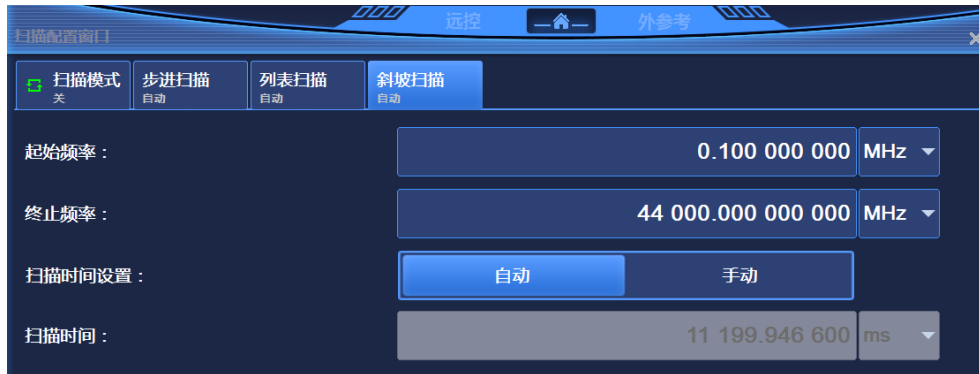 远控 外参考
扫描配置窗口
扫描模式 步进扫描 列表扫描 斜坡扫描
关 自动 自动 自动
起始频率： 0.100 000 000 MHz
终止频率： 44 000.000 000 000 MHz
扫描时间设置： 自动 手动
扫描时间： 11 199.946 600 ms